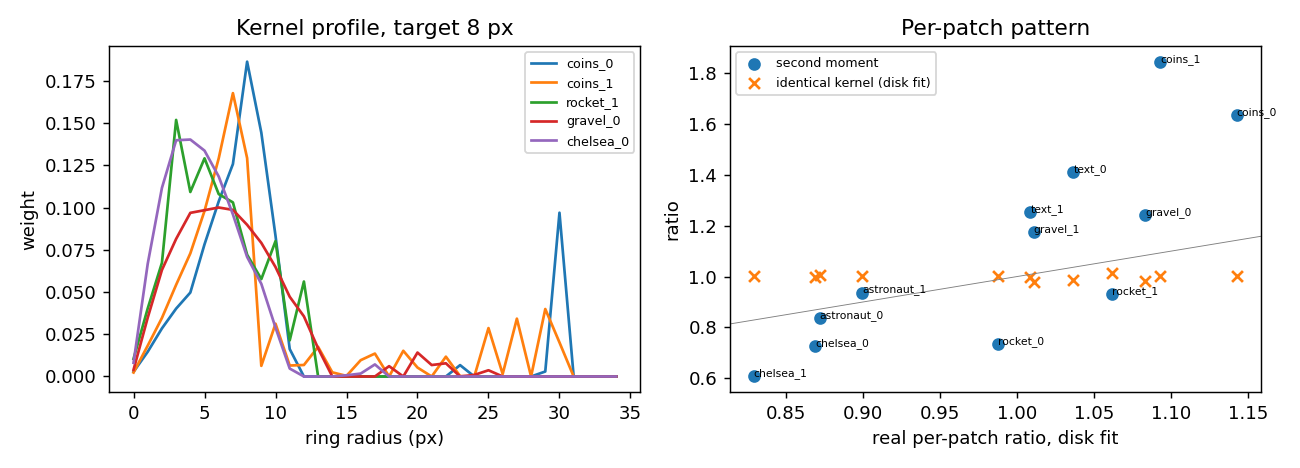 Kernel profile, target 8 px
coins_0
coins_1
rocket_1
gravel_0
chelsea_0
0.175
0.150
0.125
0.100
0.075
0.050
0.025
0.000
weight
0
5
10
15
20
25
30
35
ring radius (px)
Per-patch pattern
second moment
identical kernel (disk fit)
coins_1
coins_0
text_0
text_1
gravel_0
gravel_1
astronaut_1
rocket_1
astronaut_0
chelsea_0
rocket_0
chelsea_1
1.8
1.6
1.4
1.2
1.0
0.8
0.6
ratio
0.85
0.90
0.95
1.00
1.05
1.10
1.15
real per-patch ratio, disk fit